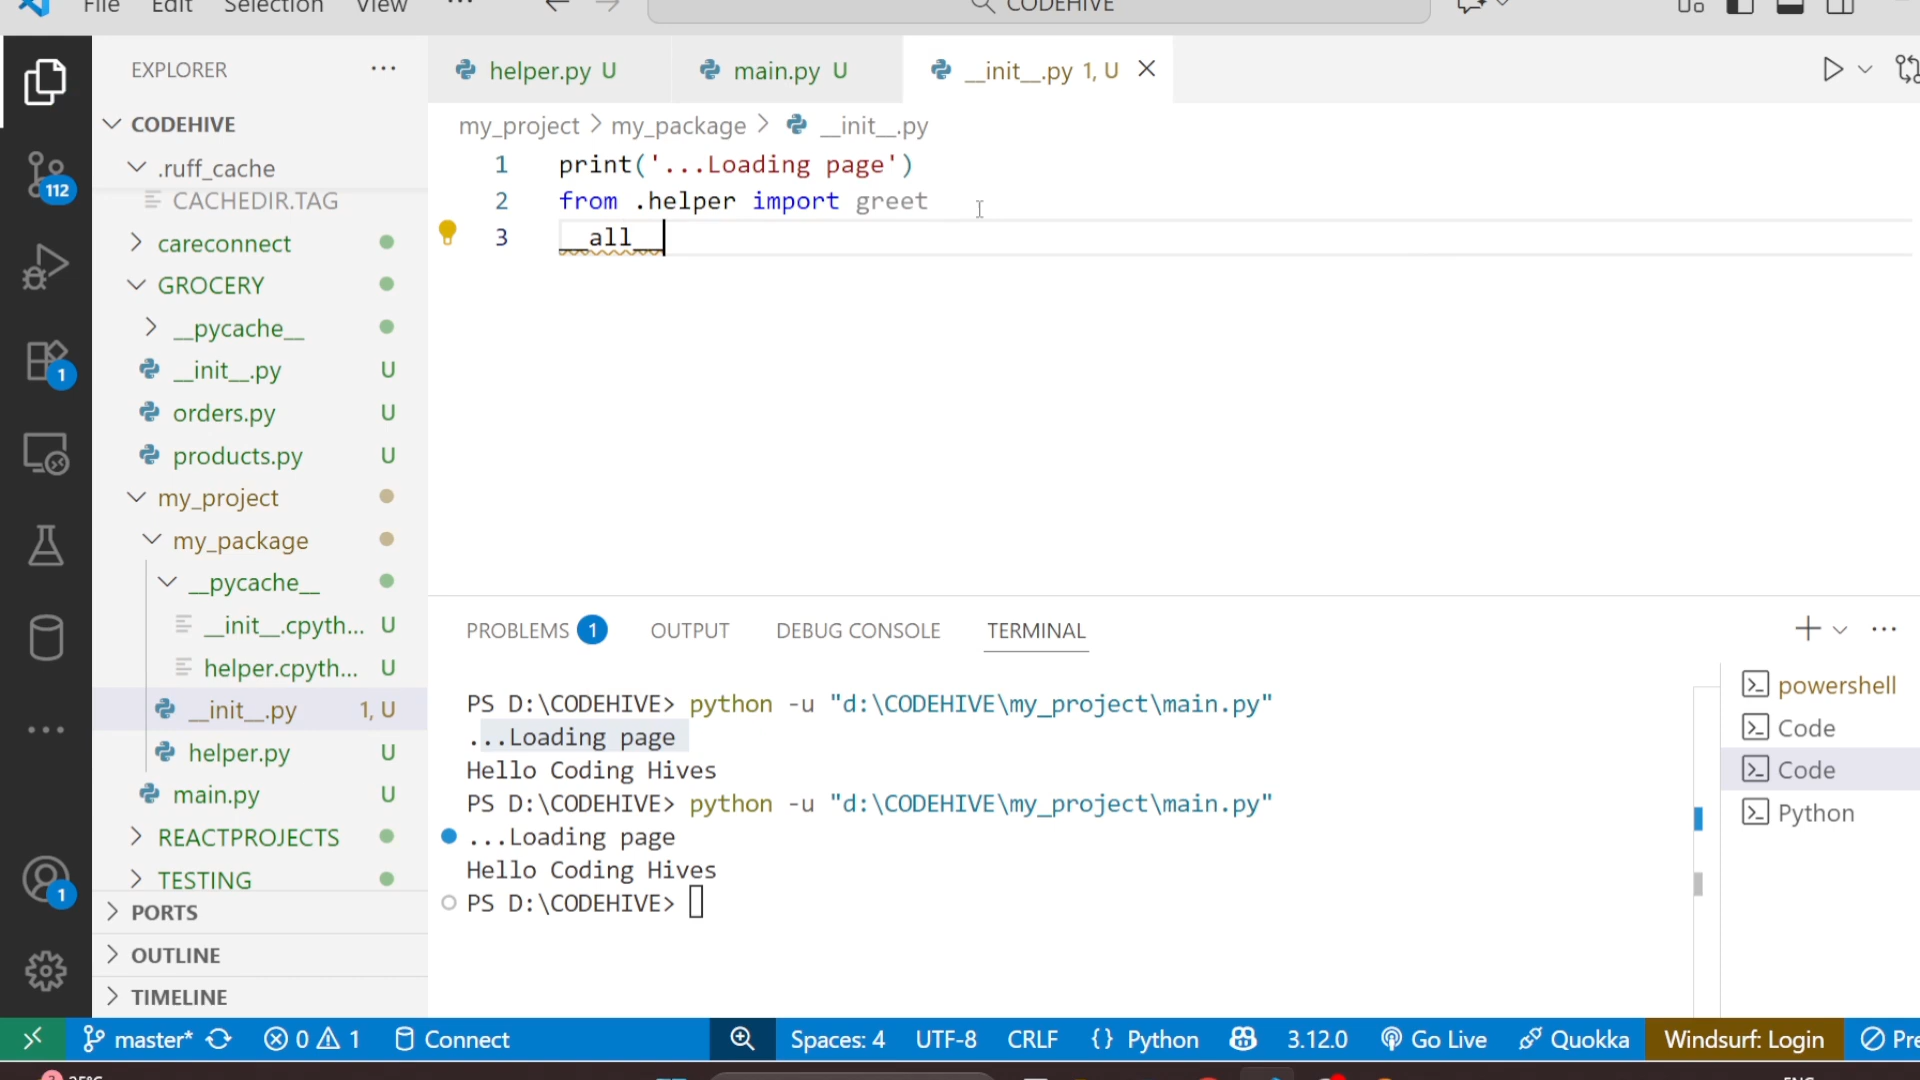 File Edit Selection View ... CODEHIVE
EXPLORER ...
CODEHIVE
.ruff_cache
CACHEDIR.TAG
careconnect
GROCERY
__pycache__
__init__.py U
orders.py U
products.py U
my_project
my_package
__pycache__
__init__.cpyth... U
helper.cpyth... U
__init__.py 1, U
helper.py U
main.py U
REACTPROJECTS
TESTING
PORTS
OUTLINE
TIMELINE
112
1
1
helper.py U main.py U __init__.py 1, U
my_project > my_package > __init__.py
1 print('...Loading page')
2 from .helper import greet
3 __all__
PROBLEMS 1 OUTPUT DEBUG CONSOLE TERMINAL
PS D:\CODEHIVE> python -u "d:\CODEHIVE\my_project\main.py"
...Loading page
Hello Coding Hives
PS D:\CODEHIVE> python -u "d:\CODEHIVE\my_project\main.py"
...Loading page
Hello Coding Hives
PS D:\CODEHIVE>
powershell
Code
Code
Python
master* 0 1 Connect Spaces: 4 UTF-8 CRLF {} Python 3.12.0 Go Live Quokka Windsurf: Login